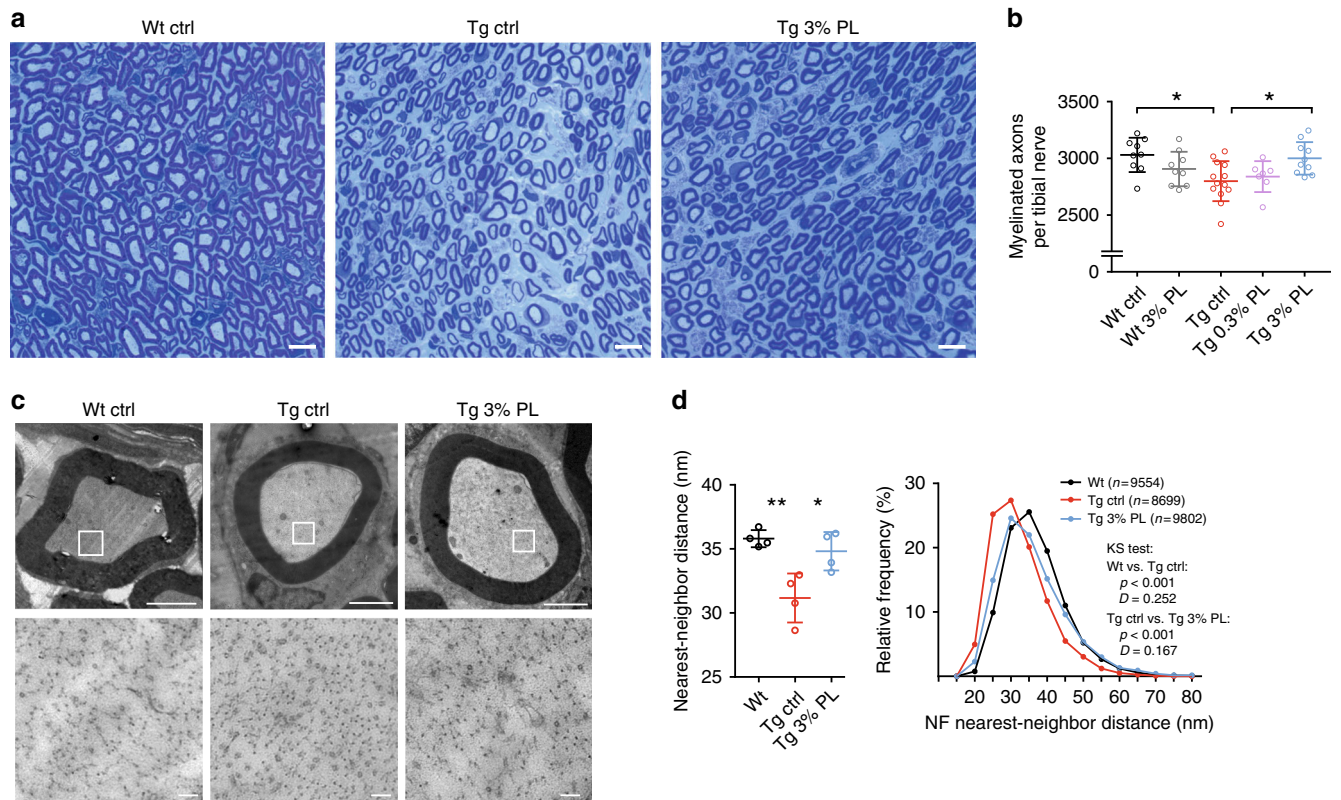 a
Wt ctrl
Tg ctrl
Tg 3% PL
b
Myelinated axons
per tibial nerve
3500
3000
2500
0
*
*
Wt ctrl
Wt 3% PL
Tg ctrl
Tg 0.3% PL
Tg 3% PL
c
Wt ctrl
Tg ctrl
Tg 3% PL
d
Nearest-neighbor distance (nm)
40
35
30
25
**
*
Wt
Tg ctrl
Tg 3% PL
Relative frequency (%)
30
20
10
20 30 40 50 60 70 80
NF nearest-neighbor distance (nm)
Wt (n=9554)
Tg ctrl (n=8699)
Tg 3% PL (n=9802)
KS test:
Wt vs. Tg ctrl:
p < 0.001
D = 0.252
Tg ctrl vs. Tg 3% PL:
p < 0.001
D = 0.167